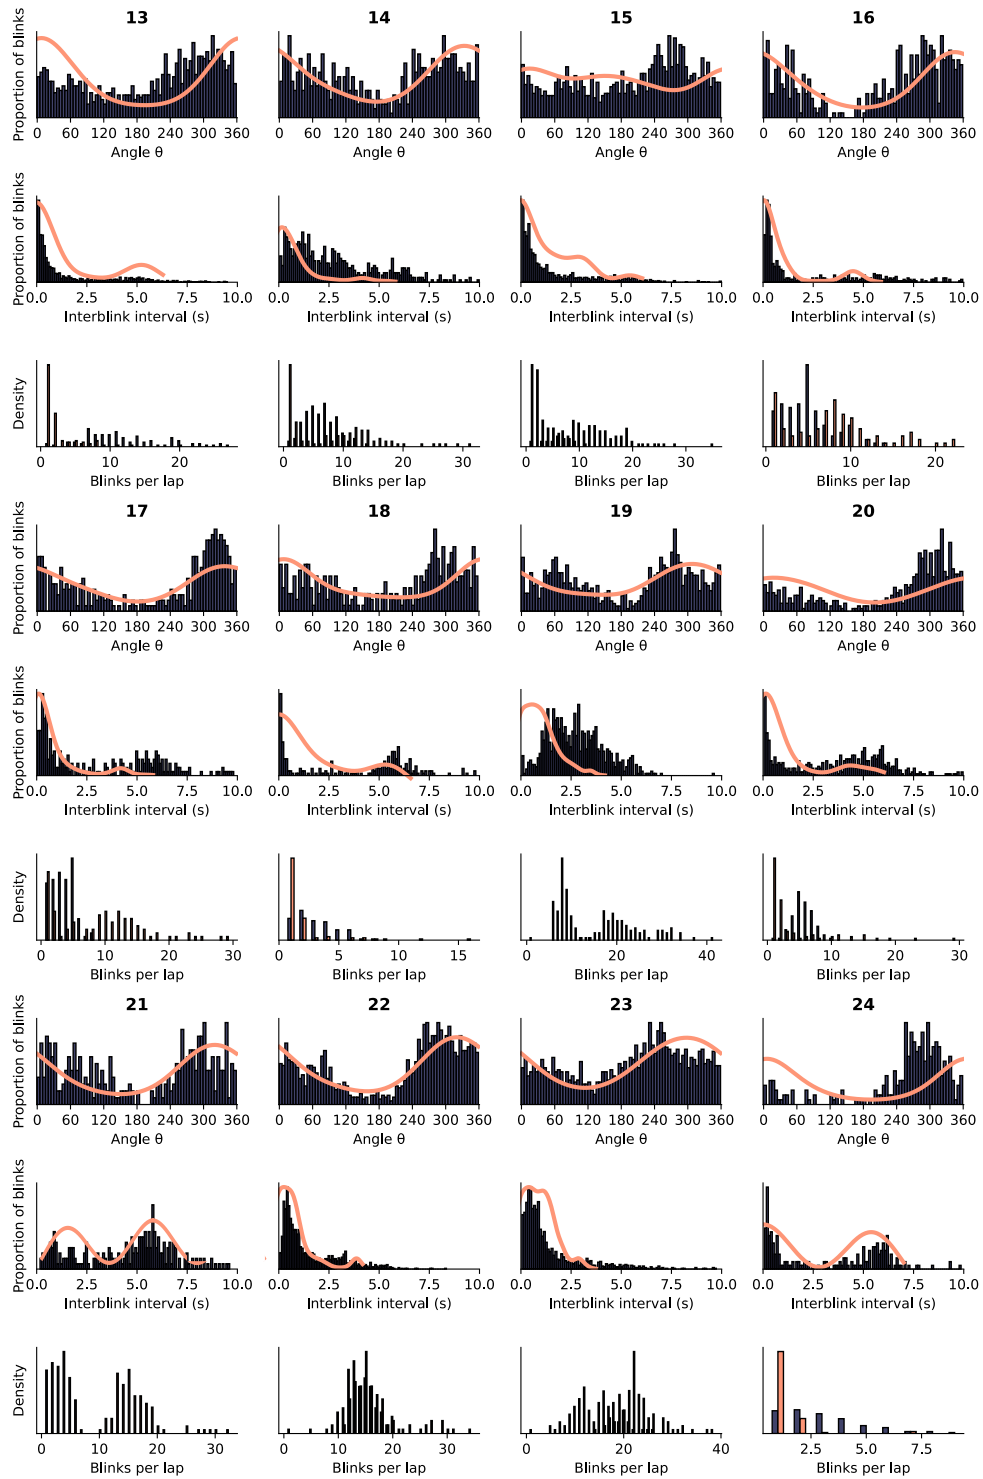 13 14 15 16
Proportion of blinks
0 60 120 180 240 300 360 0 60 120 180 240 300 360 0 60 120 180 240 300 360 0 60 120 180 240 300 360
Angle θ Angle θ Angle θ Angle θ
Proportion of blinks
0.0 2.5 5.0 7.5 10.0 0.0 2.5 5.0 7.5 10.0 0.0 2.5 5.0 7.5 10.0 0.0 2.5 5.0 7.5 10.0
Interblink interval (s) Interblink interval (s) Interblink interval (s) Interblink interval (s)
Density
0 10 20 0 10 20 30 0 10 20 30 0 10 20
Blinks per lap Blinks per lap Blinks per lap Blinks per lap
17 18 19 20
Proportion of blinks
0 60 120 180 240 300 360 0 60 120 180 240 300 360 0 60 120 180 240 300 360 0 60 120 180 240 300 360
Angle θ Angle θ Angle θ Angle θ
Proportion of blinks
0.0 2.5 5.0 7.5 10.0 0.0 2.5 5.0 7.5 10.0 0.0 2.5 5.0 7.5 10.0 0.0 2.5 5.0 7.5 10.0
Interblink interval (s) Interblink interval (s) Interblink interval (s) Interblink interval (s)
Density
0 10 20 30 0 5 10 15 0 20 40 0 10 20 30
Blinks per lap Blinks per lap Blinks per lap Blinks per lap
21 22 23 24
Proportion of blinks
0 60 120 180 240 300 360 0 60 120 180 240 300 360 0 60 120 180 240 300 360 0 60 120 180 240 300 360
Angle θ Angle θ Angle θ Angle θ
Proportion of blinks
0.0 2.5 5.0 7.5 10.0 0.0 2.5 5.0 7.5 10.0 0.0 2.5 5.0 7.5 10.0 0.0 2.5 5.0 7.5 10.0
Interblink interval (s) Interblink interval (s) Interblink interval (s) Interblink interval (s)
Density
0 10 20 30 0 10 20 30 0 20 40 2.5 5.0 7.5
Blinks per lap Blinks per lap Blinks per lap Blinks per lap